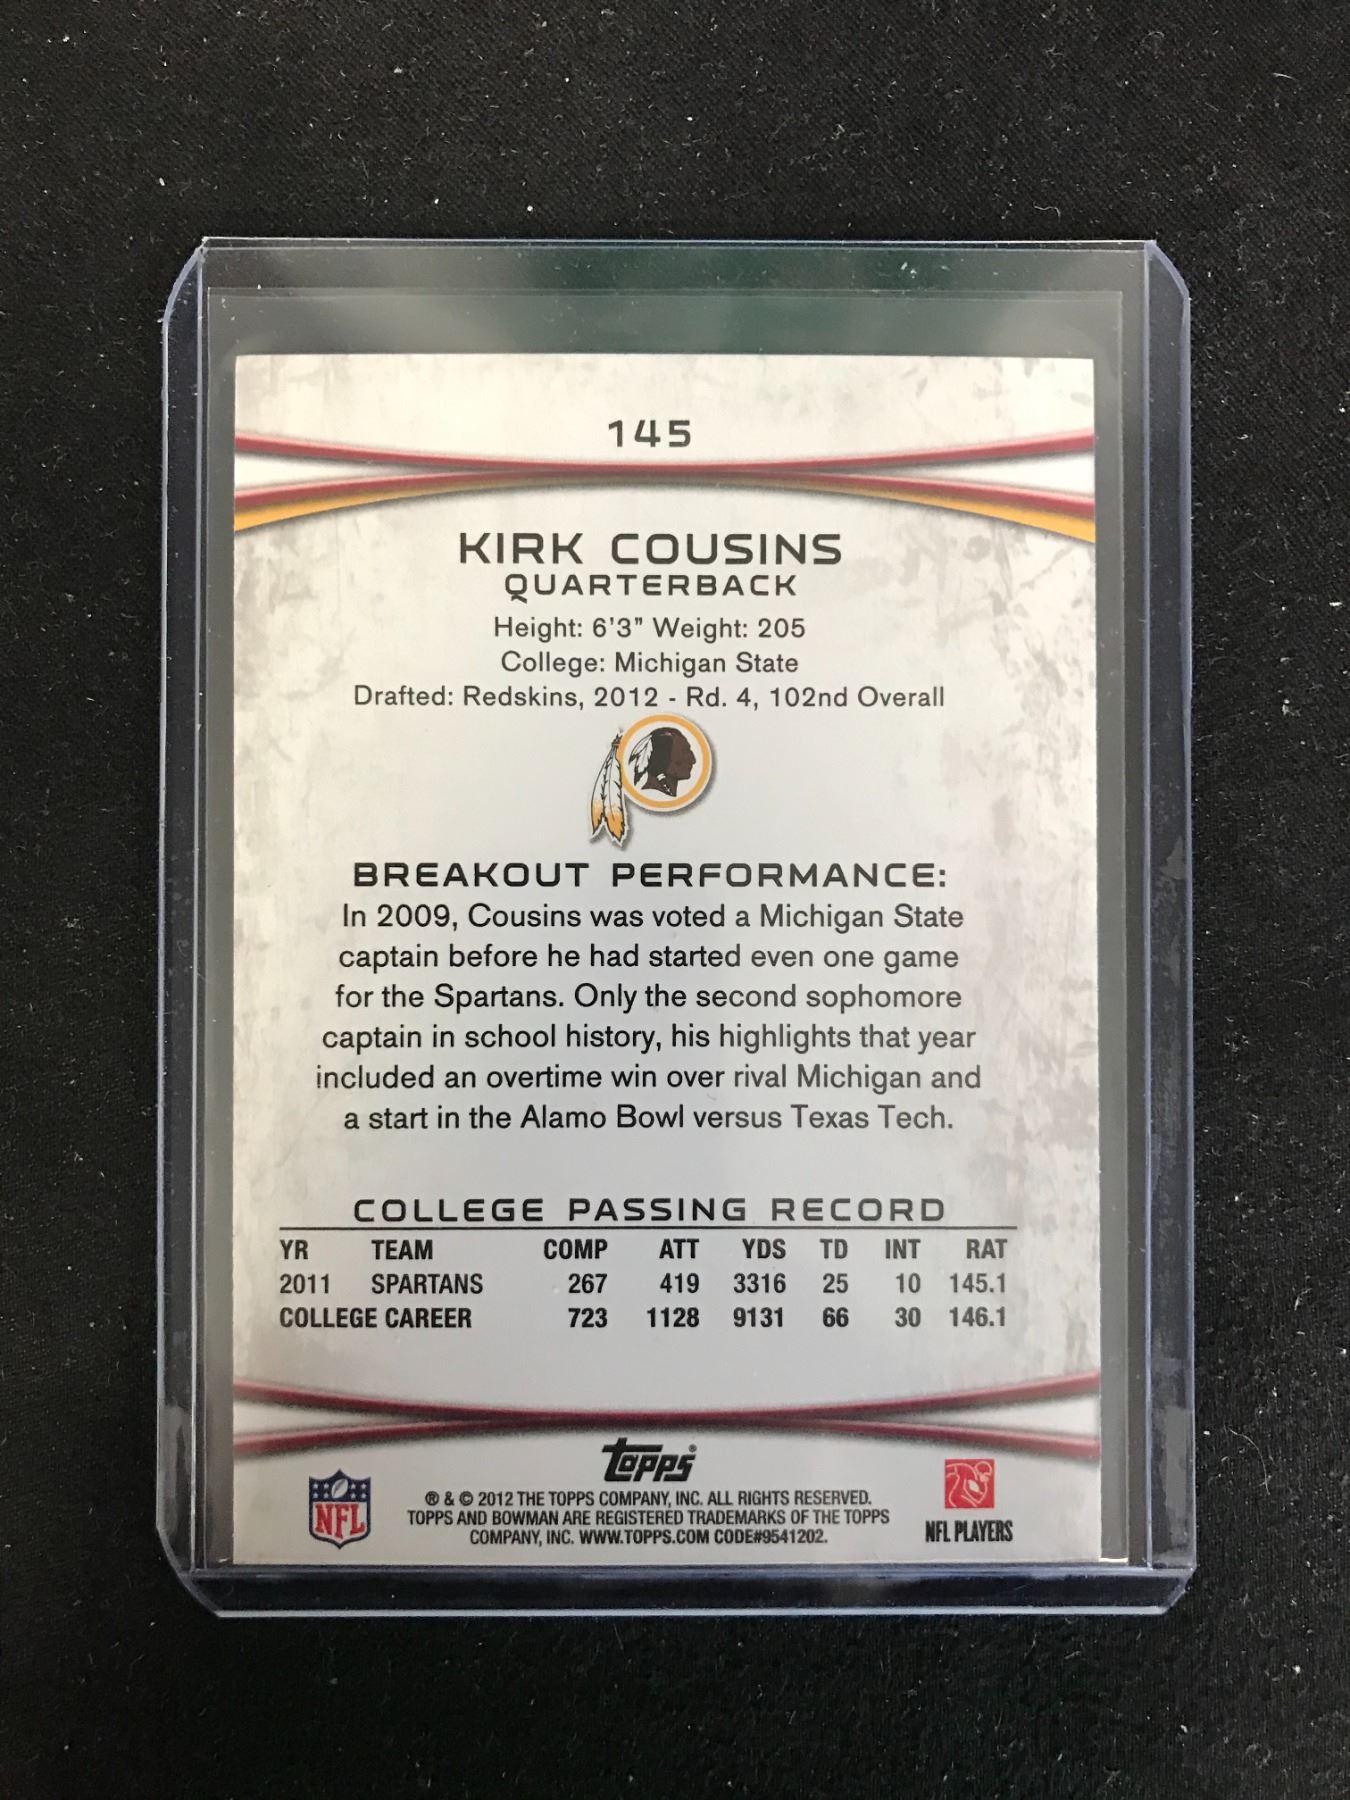 145
KIRK COUSINS
QUARTERBACK
Height: 6'3" Weight: 205
College: Michigan State
Drafted: Redskins, 2012 - Rd. 4, 102nd Overall
BREAKOUT PERFORMANCE:
In 2009, Cousins was voted a Michigan State
captain before he had started even one game
for the Spartans. Only the second sophomore
captain in school history, his highlights that year
included an overtime win over rival Michigan and
a start in the Alamo Bowl versus Texas Tech.
COLLEGE PASSING RECORD
YR TEAM COMP ATT YDS TD INT RAT
2011 SPARTANS 267 419 3316 25 10 145.1
COLLEGE CAREER 723 1128 9131 66 30 146.1
topps®
® & © 2012 THE TOPPS COMPANY, INC. ALL RIGHTS RESERVED.
TOPPS AND BOWMAN ARE REGISTERED TRADEMARKS OF THE TOPPS
COMPANY, INC. WWW.TOPPS.COM CODE#9541202.
NFL
NFL PLAYERS